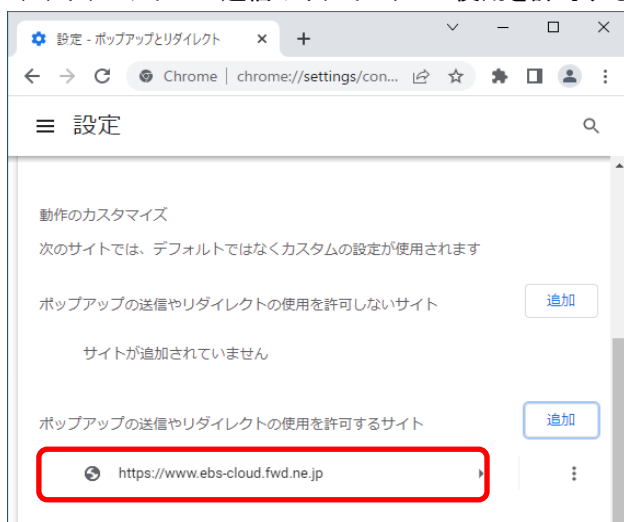 設定 - ポップアップとリダイレクト
Chrome | chrome://settings/con...
設定
動作のカスタマイズ
次のサイトでは、デフォルトではなくカスタムの設定が使用されます
ポップアップの送信やリダイレクトの使用を許可しないサイト
追加
サイトが追加されていません
ポップアップの送信やリダイレクトの使用を許可するサイト
追加
https://www.ebs-cloud.fwd.ne.jp